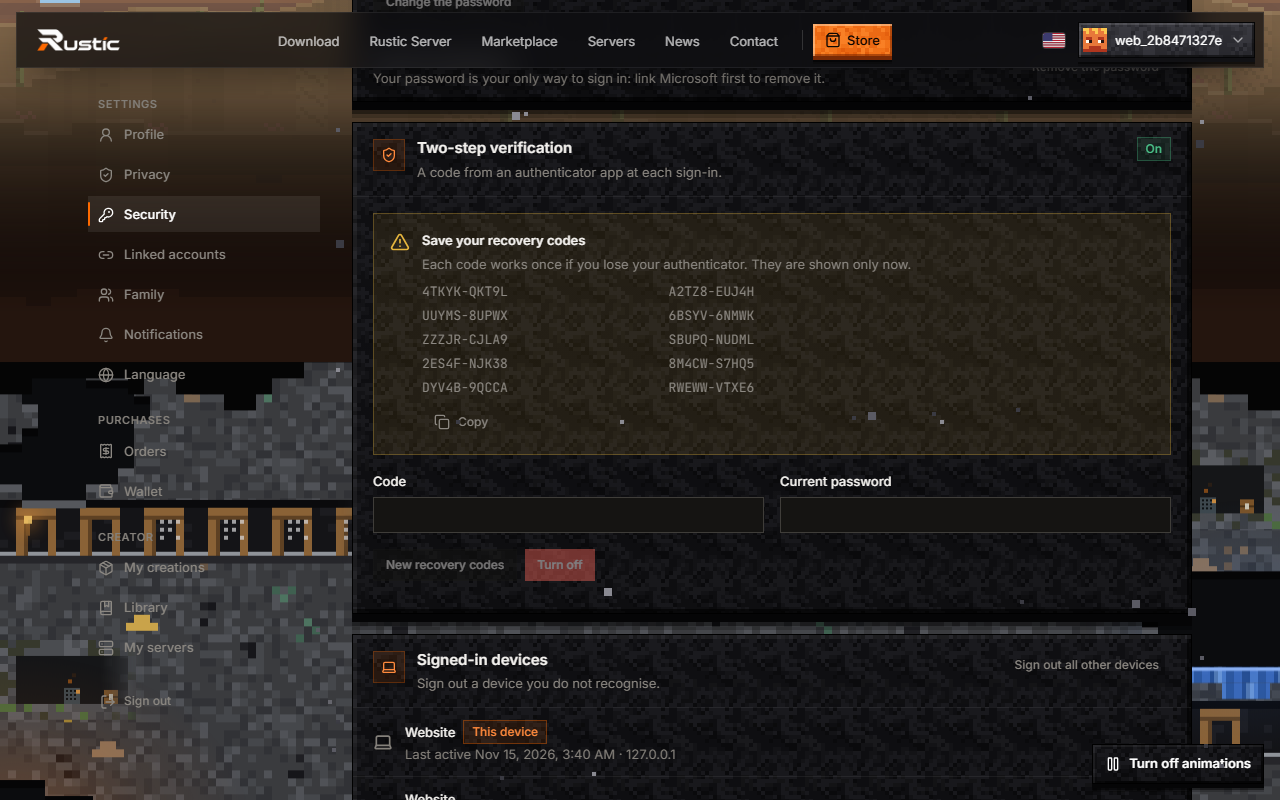 Change the password
Rustic
Download
Rustic Server
Marketplace
Servers
News
Contact
Store
web_2b8471327e
Your password is your only way to sign in: link Microsoft first to remove it.
Remove the password
SETTINGS
Profile
Privacy
Security
Linked accounts
Family
Notifications
Language
PURCHASES
Orders
Wallet
CREATOR
My creations
Library
My servers
Sign out
Two-step verification
On
A code from an authenticator app at each sign-in.
Save your recovery codes
Each code works once if you lose your authenticator. They are shown only now.
4TKYK-QKT9L A2TZ8-EUJ4H
UUYMS-8UPWX 6BSYV-6NMWK
ZZZJR-CJLA9 SBUPQ-NUDML
2ES4F-NJK38 8M4CW-S7HQ5
DYV4B-9QCCA RWEWW-VTXE6
Copy
Code
Current password
New recovery codes
Turn off
Signed-in devices
Sign out all other devices
Sign out a device you do not recognise.
Website This device
Last active Nov 15, 2026, 3:40 AM · 127.0.0.1
Website
Turn off animations